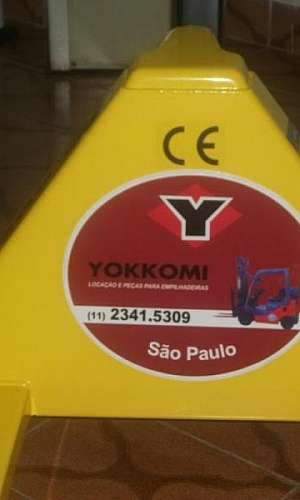 CE
Y
YOKKOMI
LOCAÇÃO E PEÇAS PARA EMPILHADEIRAS
(11) 2341.5309
São Paulo